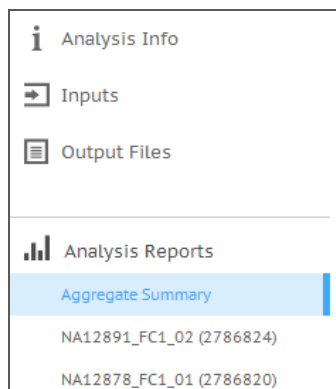 Analysis Info
Inputs
Output Files
Analysis Reports
Aggregate Summary
NA12891_FC1_02 (2786824)
NA12878_FC1_01 (2786820)